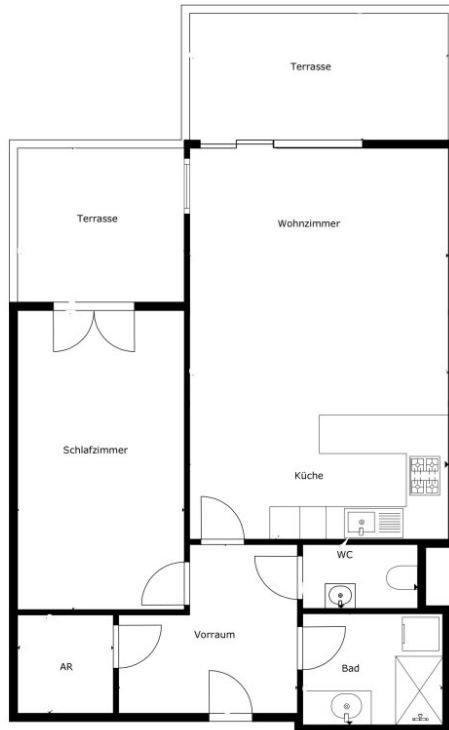 Terrasse
Terrasse
Wohnzimmer
Schlafzimmer
Küche
WC
Vorraum
AR
Bad